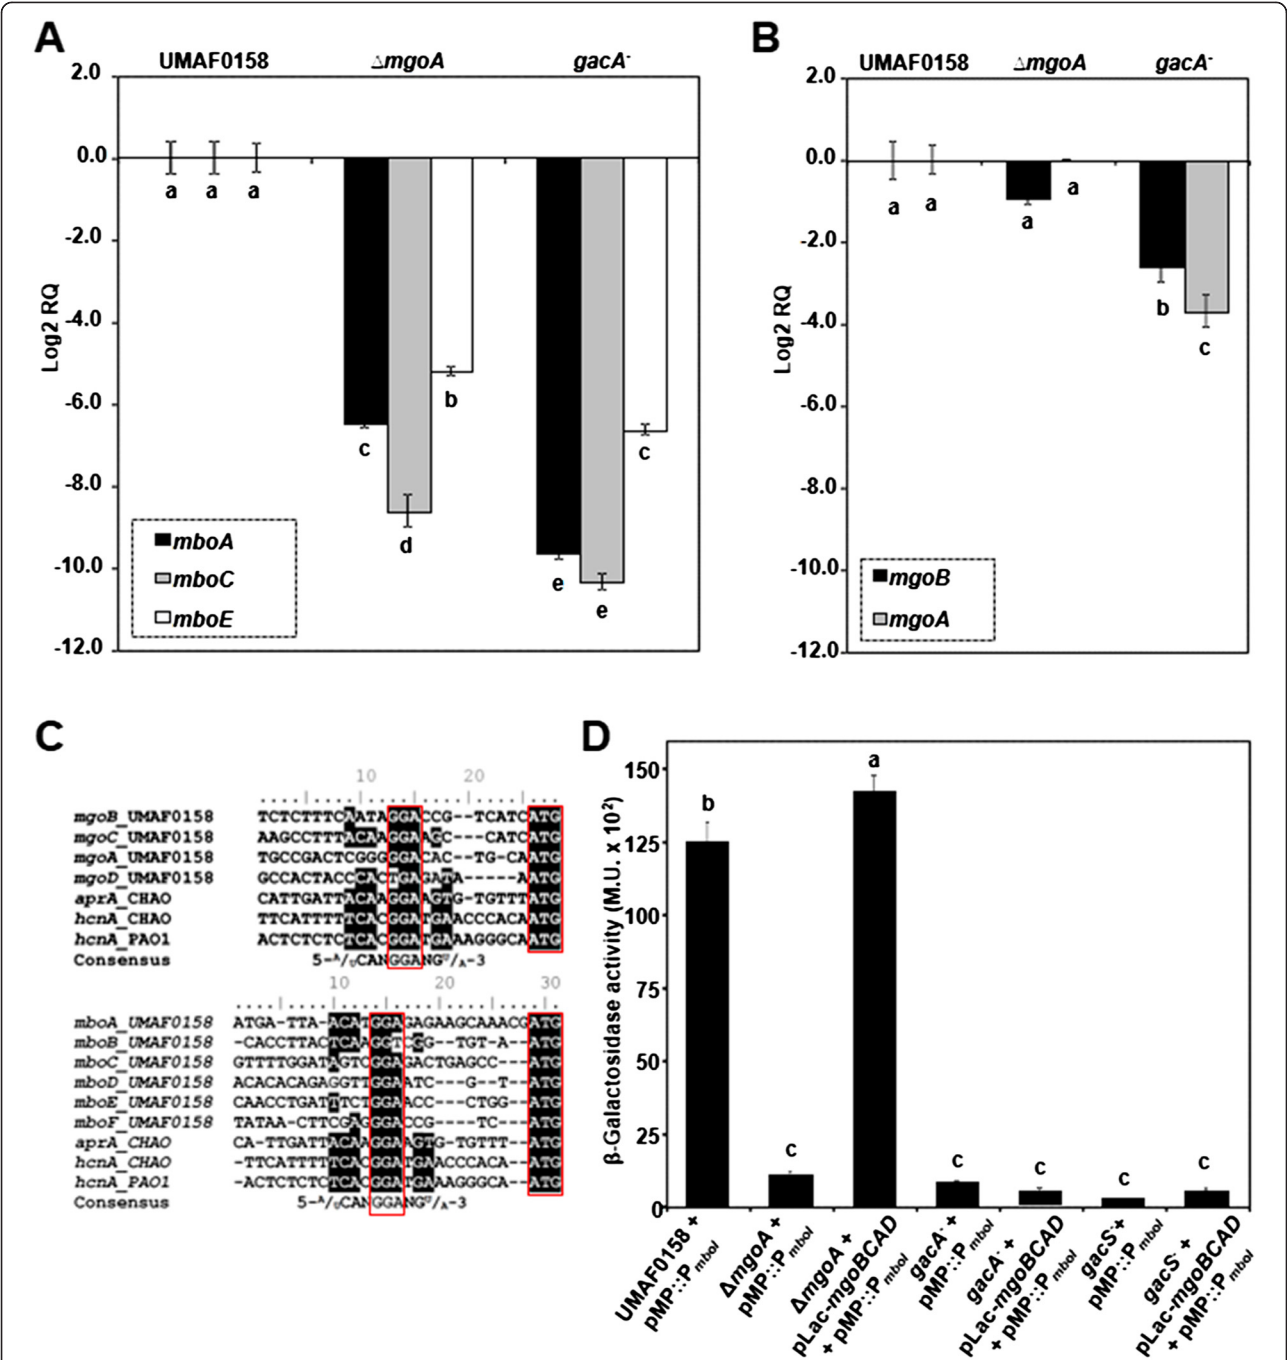 A
UMAF0158 ΔmgoA gacA-
2.0
0.0
-2.0
-4.0
-6.0
-8.0
-10.0
-12.0
Log2 RQ
a a a
c d b
e e c
mboA
mboC
mboE
B
UMAF0158 ΔmgoA gacA-
2.0
0.0
-2.0
-4.0
-6.0
-8.0
-10.0
-12.0
Log2 RQ
a a
a a
b c
mgoB
mgoA
C
10 20
mgoB_UMAF0158 TCTCTTTCAATAGGACCG--TCATCATG
mgoC_UMAF0158 AAGCCTTTACAAGGAAGC---CATCATG
mgoA_UMAF0158 TGCCGACTCGGGGGACAC--TG-CAATG
mgoD_UMAF0158 GCCACTACCCACTGAGATA-----AATG
aprA_CHAO CATTGATTACAAGGAAGTG-TGTTTATG
hcnA_CHAO TTCATTTTTCACGGATGAACCCACAATG
hcnA_PAO1 ACTCTCTCTCACGGATGAAAGGGCAATG
Consensus 5-A/UCANGGANGU/A-3
10 20 30
mboA_UMAF0158 ATGA-TTA-ACATGGAGAGAAGCAAACGATG
mboB_UMAF0158 -CACCTTACTCAAGGTCGG--TGT-A--ATG
mboC_UMAF0158 GTTTTGGATAGTCGGAGACTGAGCC---ATG
mboD_UMAF0158 ACACACAGAGGTTGGAATC---G--T--ATG
mboE_UMAF0158 CAACCTGATTTCTGGAACC---CTGG--ATG
mboF_UMAF0158 TATAA-CTTCGAGGGACCG---TC----ATG
aprA_CHAO CA-TTGATTACAAGGAAGTG-TGTTT--ATG
hcnA_CHAO -TTCATTTTTCACGGATGAACCCACA--ATG
hcnA_PAO1 -ACTCTCTCTCACGGATGAAAGGGCA--ATG
Consensus 5-A/UCANGGANGU/A-3
D
150
125
100
75
50
25
0
β-Galactosidase activity (M.U. x 10²)
b c a c c c c
UMAF0158 +
pMP::PmboI
ΔmgoA +
pMP::PmboI
ΔmgoA +
pLac-mgoBCAD
+ pMP::PmboI
gacA- +
pMP::PmboI
gacA- +
pLac-mgoBCAD
+ pMP::PmboI
gacS-+
pMP::PmboI
gacS- +
pLac-mgoBCAD
+ pMP::PmboI